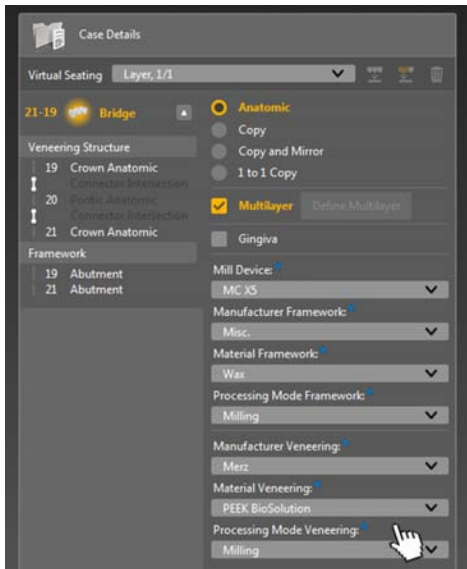 Case Details
Virtual Seating Layer, 1/1
21-19 Bridge
Veneering Structure
19 Crown Anatomic
Connector Intersection
20 Pontic Anatomic
Connector Intersection
21 Crown Anatomic
Framework
19 Abutment
21 Abutment
Anatomic
Copy
Copy and Mirror
1 to 1 Copy
Multilayer Define Multilayer
Gingiva
Mill Device:*
MC X5
Manufacturer Framework:*
Misc.
Material Framework:*
Wax
Processing Mode Framework:*
Milling
Manufacturer Veneering:*
Merz
Material Veneering:*
PEEK BioSolution
Processing Mode Veneering:*
Milling